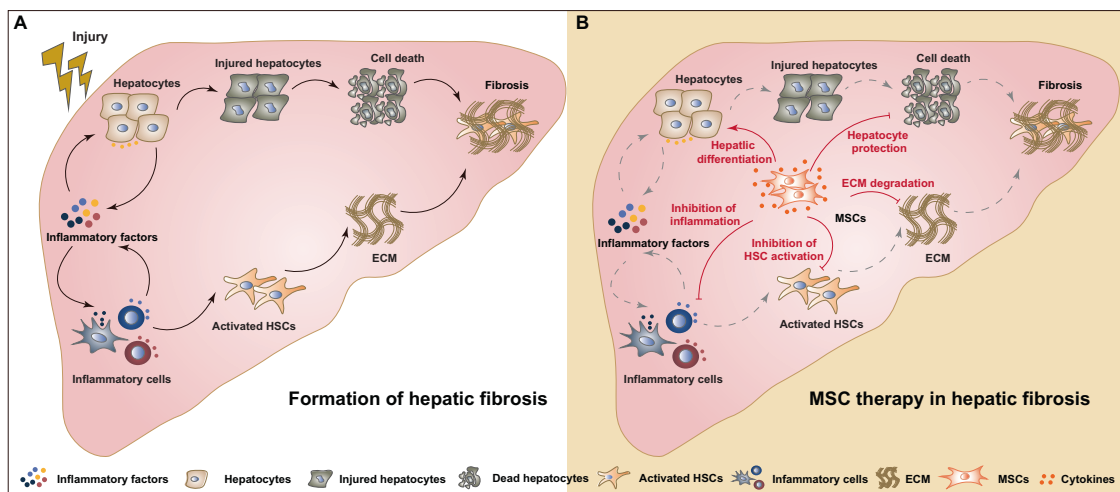 A
Injury
Hepatocytes
Injured hepatocytes
Cell death
Fibrosis
Inflammatory factors
ECM
Activated HSCs
Inflammatory cells
Formation of hepatic fibrosis
B
Hepatocytes
Injured hepatocytes
Cell death
Fibrosis
Hepatlic
differentiation
Hepatocyte
protection
ECM degradation
MSCs
Inhibition of
inflammation
Inflammatory factors
Inhibition of
HSC activation
ECM
Activated HSCs
Inflammatory cells
MSC therapy in hepatic fibrosis
Inflammatory factors
Hepatocytes
Injured hepatocytes
Dead hepatocytes
Activated HSCs
Infammatory cells
ECM
MSCs
Cytokines